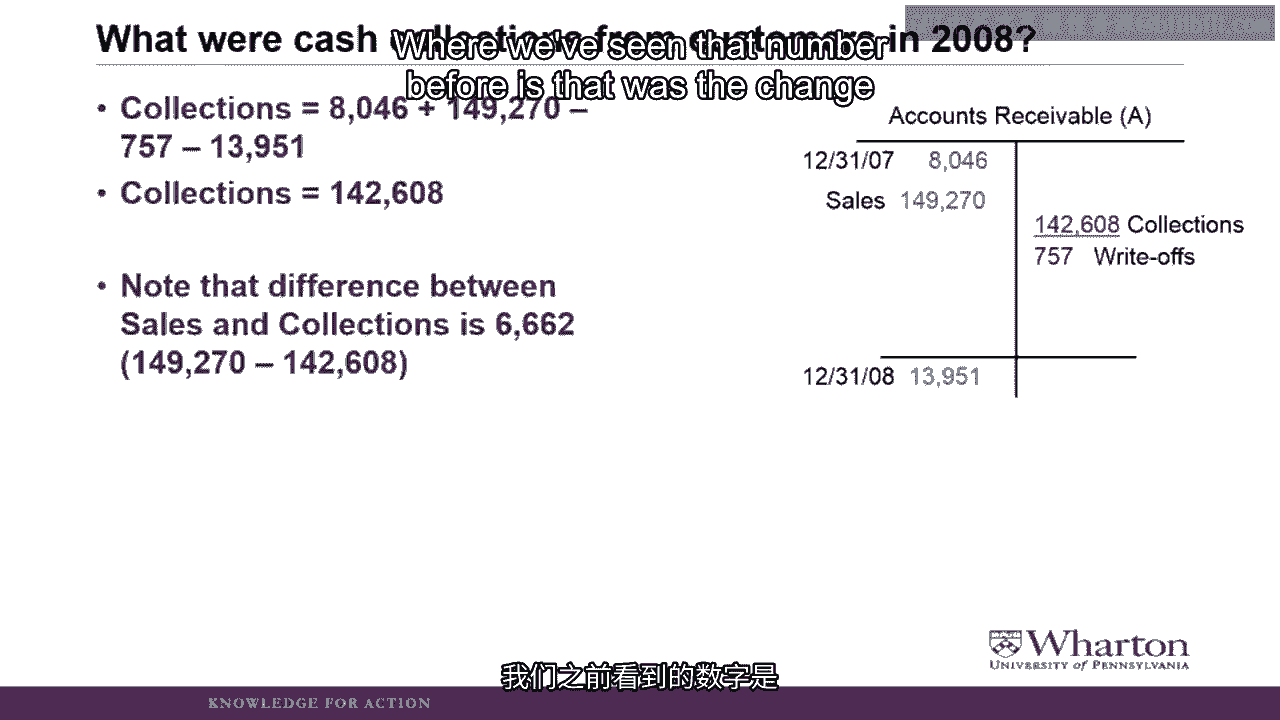 What were cash collections from customers in 2008?
Where we've seen that number
before is that was the change
• Collections = 8,046 + 149,270 –
757 – 13,951
• Collections = 142,608
• Note that difference between
Sales and Collections is 6,662
(149,270 – 142,608)
Accounts Receivable (A)
12/31/07 8,046
Sales 149,270
142,608 Collections
757 Write-offs
12/31/08 13,951
Wharton
UNIVERSITY of PENNSYLVANIA
我们之前看到的数字是
KNOWLEDGE FOR ACTION